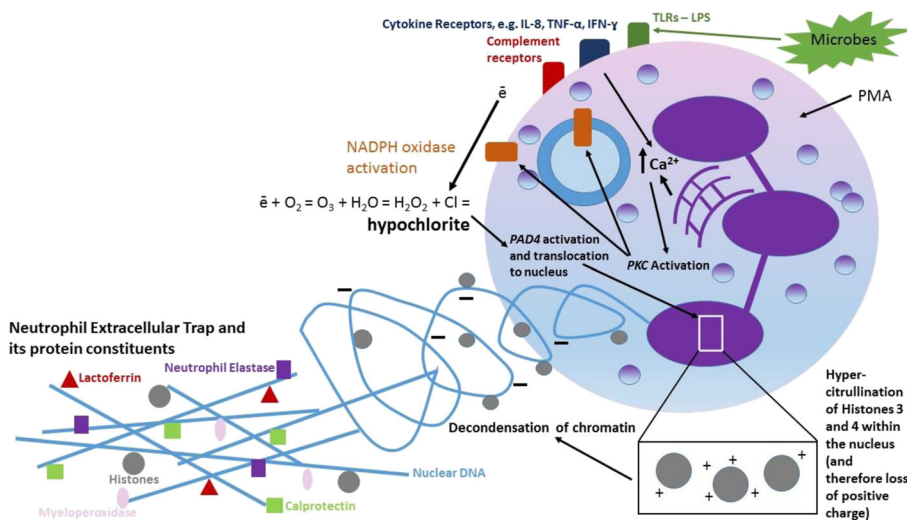 Cytokine Receptors, e.g. IL-8, TNF-α, IFN-ɣ
TLRs – LPS
Microbes
Complement
receptors
ē
PMA
NADPH oxidase
activation
Ca²⁺
ē + O₂ = O₃ + H₂O = H₂O₂ + Cl =
hypochlorite
PAD4 activation
and translocation
to nucleus
PKC Activation
Neutrophil Extracellular Trap and
its protein constituents
Lactoferrin
Neutrophil Elastase
Histones
Nuclear DNA
Myeloperoxidase
Calprotectin
Decondensation of chromatin
Hyper-
citrullination
of Histones 3
and 4 within
the nucleus
(and
therefore loss
of positive
charge)
+ + + +
+ + +